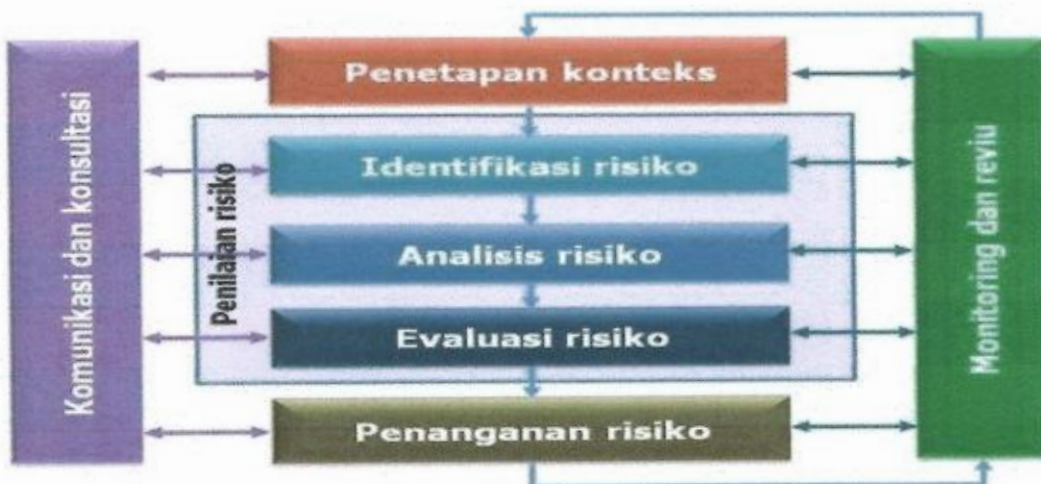 Komunikasi dan konsultasi
Penetapan konteks
Penilaian risiko
Identifikasi risiko
Analisis risiko
Evaluasi risiko
Penanganan risiko
Monitoring dan reviu